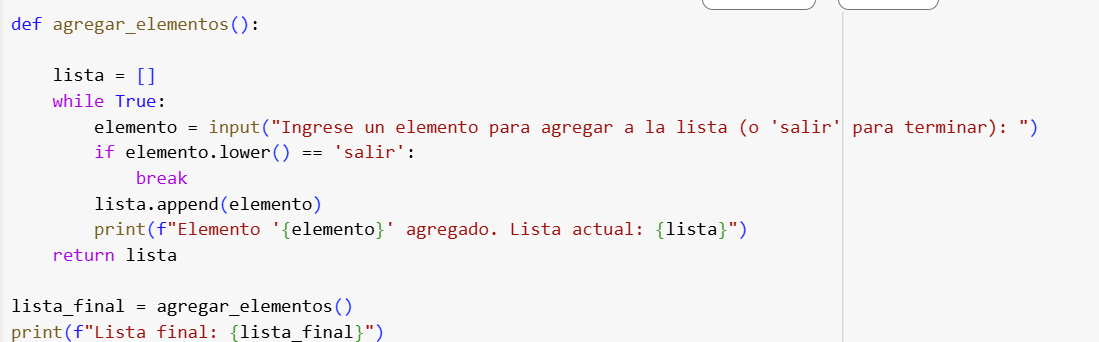 def agregar_elementos():
    lista = []
    while True:
        elemento = input("Ingrese un elemento para agregar a la lista (o 'salir' para terminar): ")
        if elemento.lower() == 'salir':
            break
        lista.append(elemento)
        print(f"Elemento '{elemento}' agregado. Lista actual: {lista}")
    return lista
lista_final = agregar_elementos()
print(f"Lista final: {lista_final}")